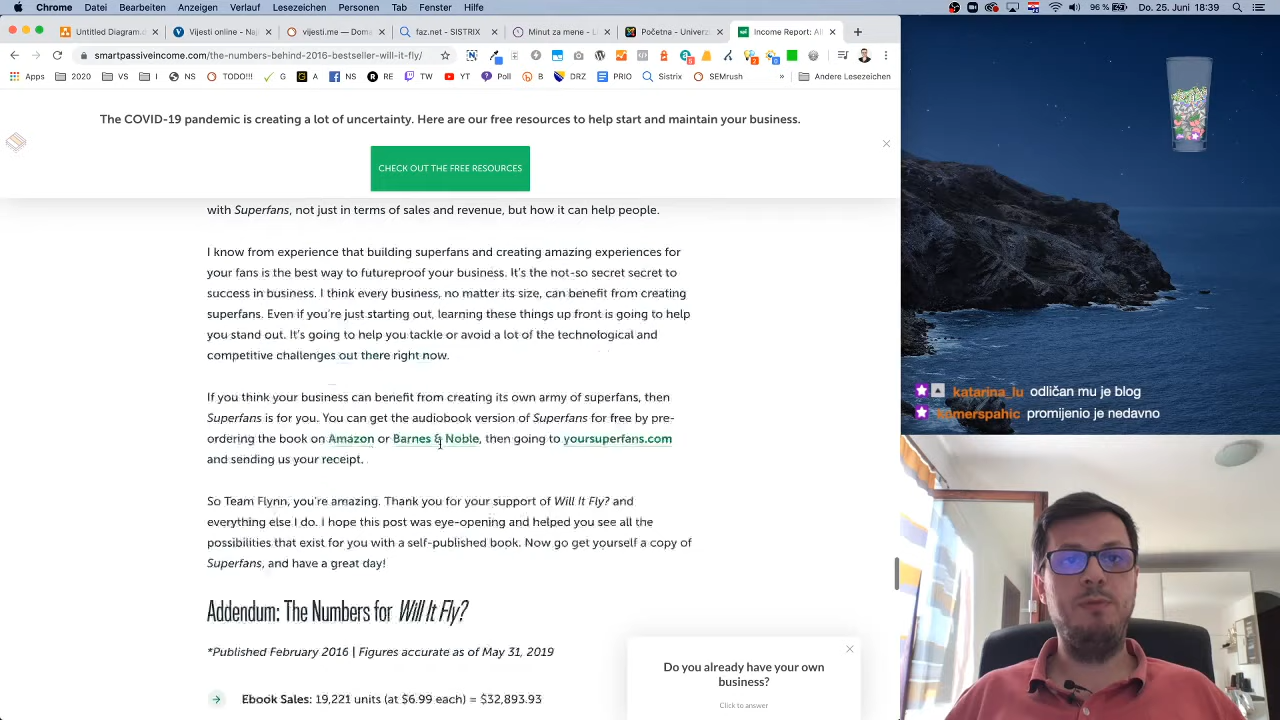 Chrome Datei Bearbeiten Anzeigen Verlauf Lesezeichen Personen Tab Fenster Hilfe 96 % Do. 25. Juni 18:39
Untitled Diagram. Vijesti online - Naj vijesti.me — Dom faz.net - SISTRIX Minut za mene - Li Početna - Univerzi Income Report: Al
smartpassiveincome.com/the-numbers-behind-2016-bestseller-will-it-fly/
Apps 2020 VS NS TODO!!! G A NS RE TW YT Poll B DRZ PRIO Sistrix SEMrush » Andere Lesezeichen
The COVID-19 pandemic is creating a lot of uncertainty. Here are our free resources to help start and maintain your business.
CHECK OUT THE FREE RESOURCES
with Superfans, not just in terms of sales and revenue, but how it can help people.
I know from experience that building superfans and creating amazing experiences for
your fans is the best way to futureproof your business. It's the not-so secret secret to
success in business. I think every business, no matter its size, can benefit from creating
superfans. Even if you're just starting out, learning these things up front is going to help
you stand out. It's going to help you tackle or avoid a lot of the technological and
competitive challenges out there right now.
If you think your business can benefit from creating its own army of superfans, then
Superfans is for you. You can get the audiobook version of Superfans for free by pre-
ordering the book on Amazon or Barnes & Noble, then going to yoursuperfans.com
and sending us your receipt.
So Team Flynn, you're amazing. Thank you for your support of Will It Fly? and
everything else I do. I hope this post was eye-opening and helped you see all the
possibilities that exist for you with a self-published book. Now go get yourself a copy of
Superfans, and have a great day!
Addendum: The Numbers for Will It Fly?
*Published February 2016 | Figures accurate as of May 31, 2019
Ebook Sales: 19,221 units (at $6.99 each) = $32,893.93
Do you already have your own
business?
Click to answer
katarina_lu odličan mu je blog
kumerspahic promijenio je nedavno